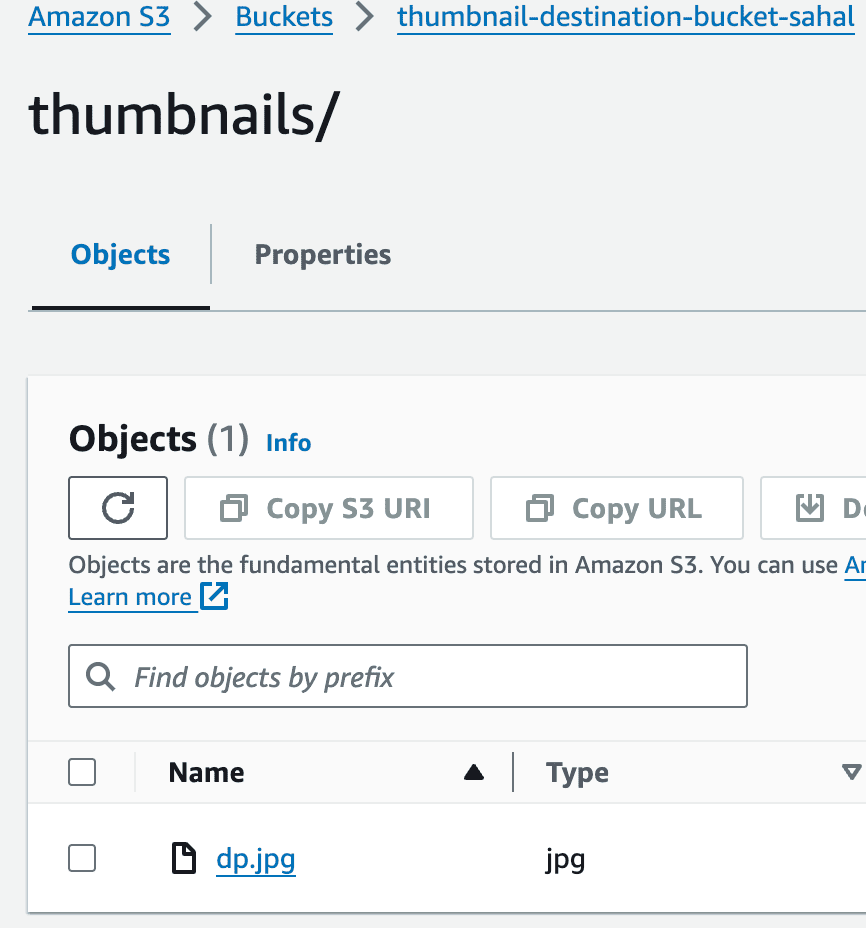 Amazon S3 > Buckets > thumbnail-destination-bucket-sahal
thumbnails/
Objects Properties
Objects (1) Info
Copy S3 URI Copy URL
Objects are the fundamental entities stored in Amazon S3. You can use
Learn more
Find objects by prefix
Name Type
dp.jpg jpg